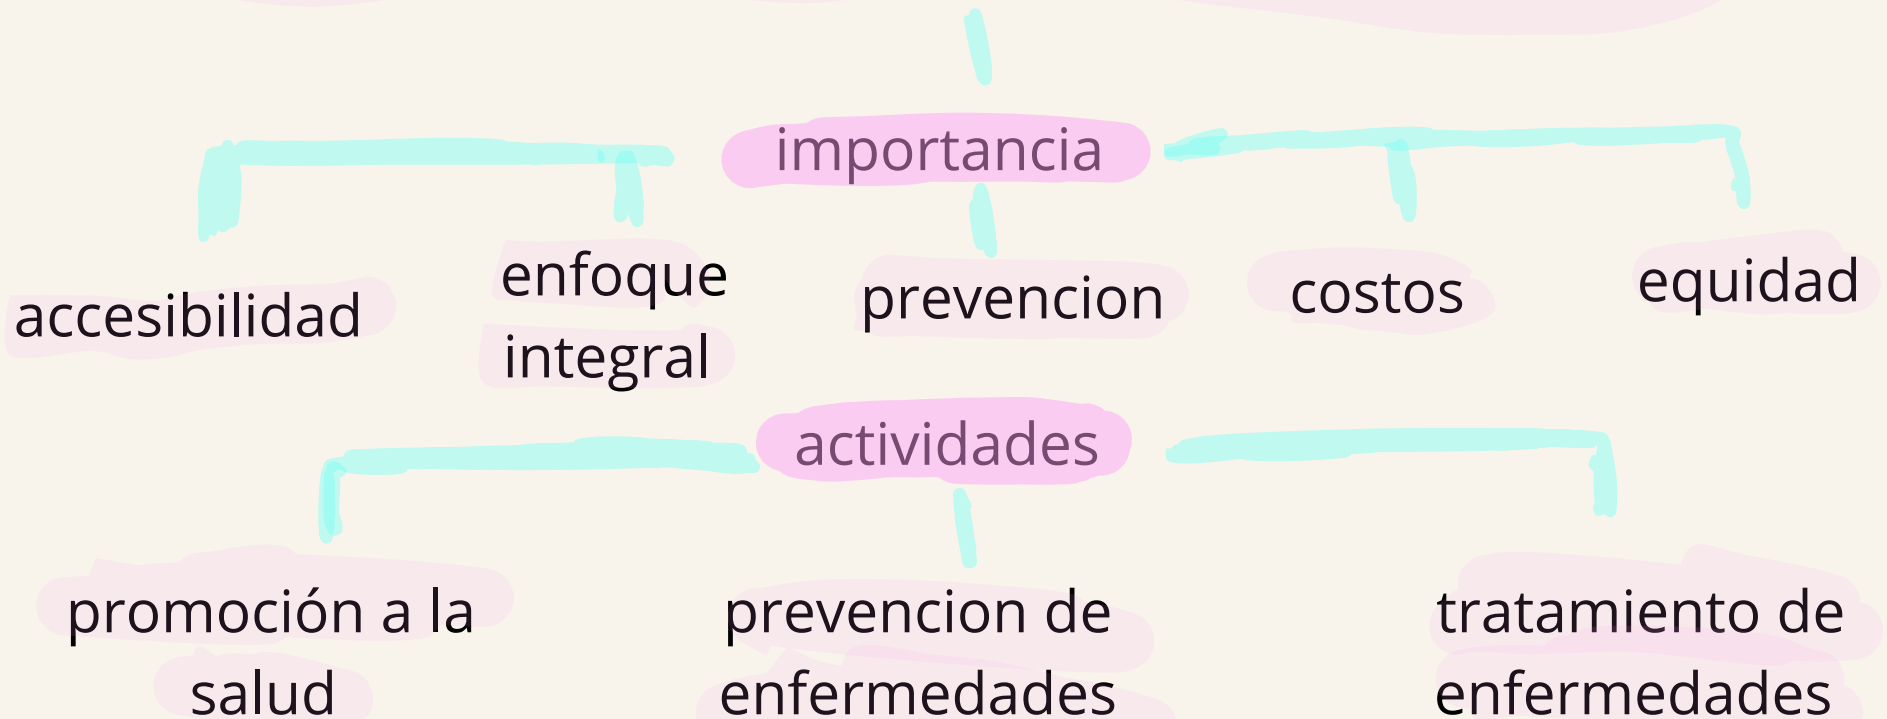 importancia
accesibilidad
enfoque
integral
prevencion
costos
equidad
actividades
promoción a la
salud
prevencion de
enfermedades
tratamiento de
enfermedades